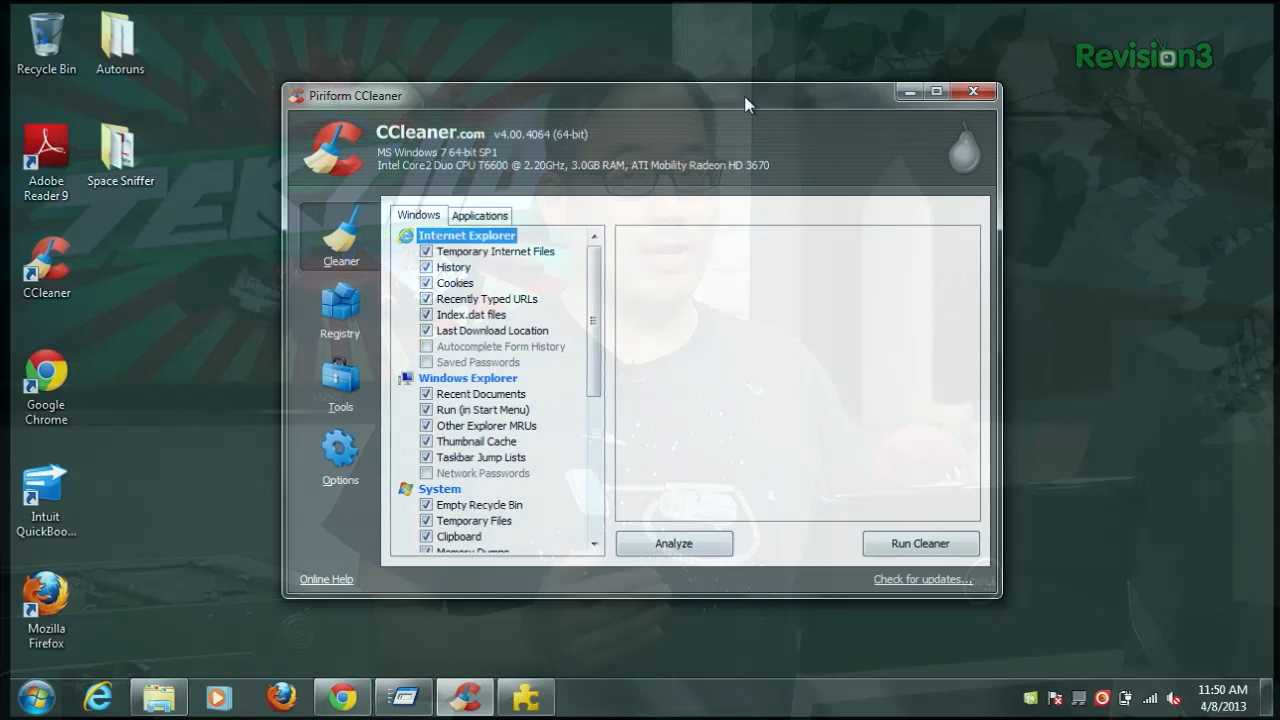 Recycle Bin
Autoruns
Adobe
Reader 9
Space Sniffer
CCleaner
Google
Chrome
Intuit
QuickBoo...
Mozilla
Firefox
Revision3
TEKZILLA
Piriform CCleaner
CCleaner.com v4.00.4064 (64-bit)
MS Windows 7 64-bit SP1
Intel Core2 Duo CPU T6600 @ 2.20GHz, 3.0GB RAM, ATI Mobility Radeon HD 3670
Cleaner
Registry
Tools
Options
Windows
Applications
Internet Explorer
Temporary Internet Files
History
Cookies
Recently Typed URLs
Index.dat files
Last Download Location
Autocomplete Form History
Saved Passwords
Windows Explorer
Recent Documents
Run (in Start Menu)
Other Explorer MRUs
Thumbnail Cache
Taskbar Jump Lists
Network Passwords
System
Empty Recycle Bin
Temporary Files
Clipboard
Memory Dumps
Analyze
Run Cleaner
Online Help
Check for updates...
11:50 AM
4/8/2013